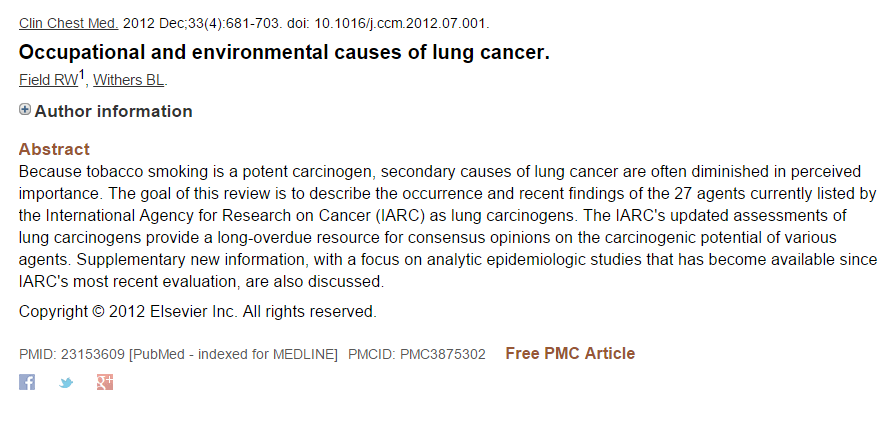 Clin Chest Med. 2012 Dec;33(4):681-703. doi: 10.1016/j.ccm.2012.07.001.
Occupational and environmental causes of lung cancer.
Field RW1, Withers BL.
Author information
Abstract
Because tobacco smoking is a potent carcinogen, secondary causes of lung cancer are often diminished in perceived
importance. The goal of this review is to describe the occurrence and recent findings of the 27 agents currently listed by
the International Agency for Research on Cancer (IARC) as lung carcinogens. The IARC's updated assessments of
lung carcinogens provide a long-overdue resource for consensus opinions on the carcinogenic potential of various
agents. Supplementary new information, with a focus on analytic epidemiologic studies that has become available since
IARC's most recent evaluation, are also discussed.
Copyright © 2012 Elsevier Inc. All rights reserved.
PMID: 23153609 [PubMed - indexed for MEDLINE] PMCID: PMC3875302 Free PMC Article